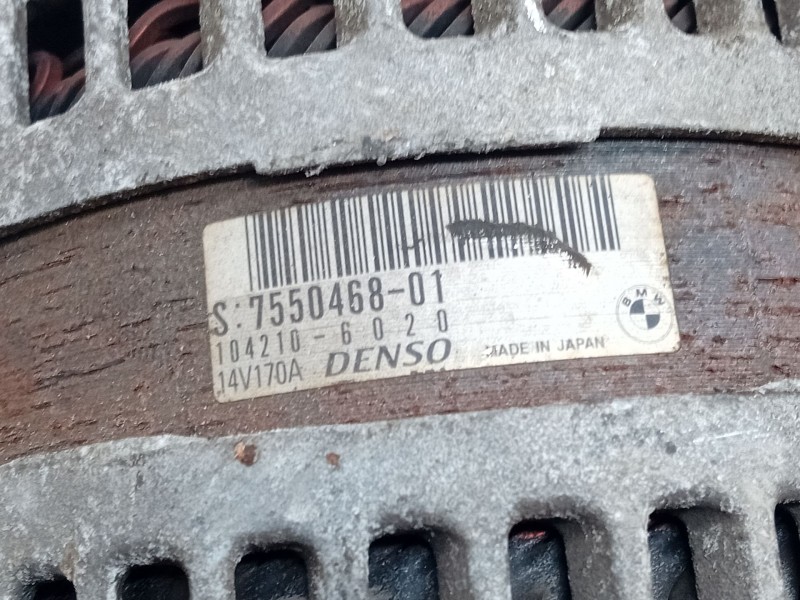 S:7550468-01
104210-6020
14V170A DENSO MADE IN JAPAN
BMW